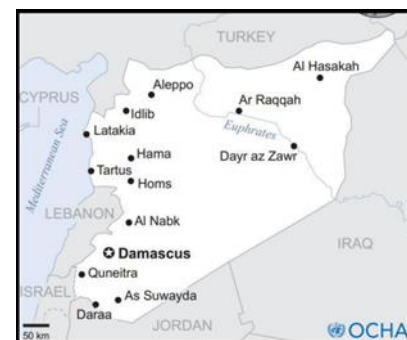 TURKEY
Al Hasakah
Aleppo
CYPRUS
Ar Raqqah
Idlib
Euphrates
Latakia
Mediterranean Sea
Hama
Dayr az Zawr
Tartus
Homs
LEBANON
Al Nabk
Damascus
IRAQ
Quneitra
ISRAEL
As Suwayda
Daraa
JORDAN
50 km
OCHA